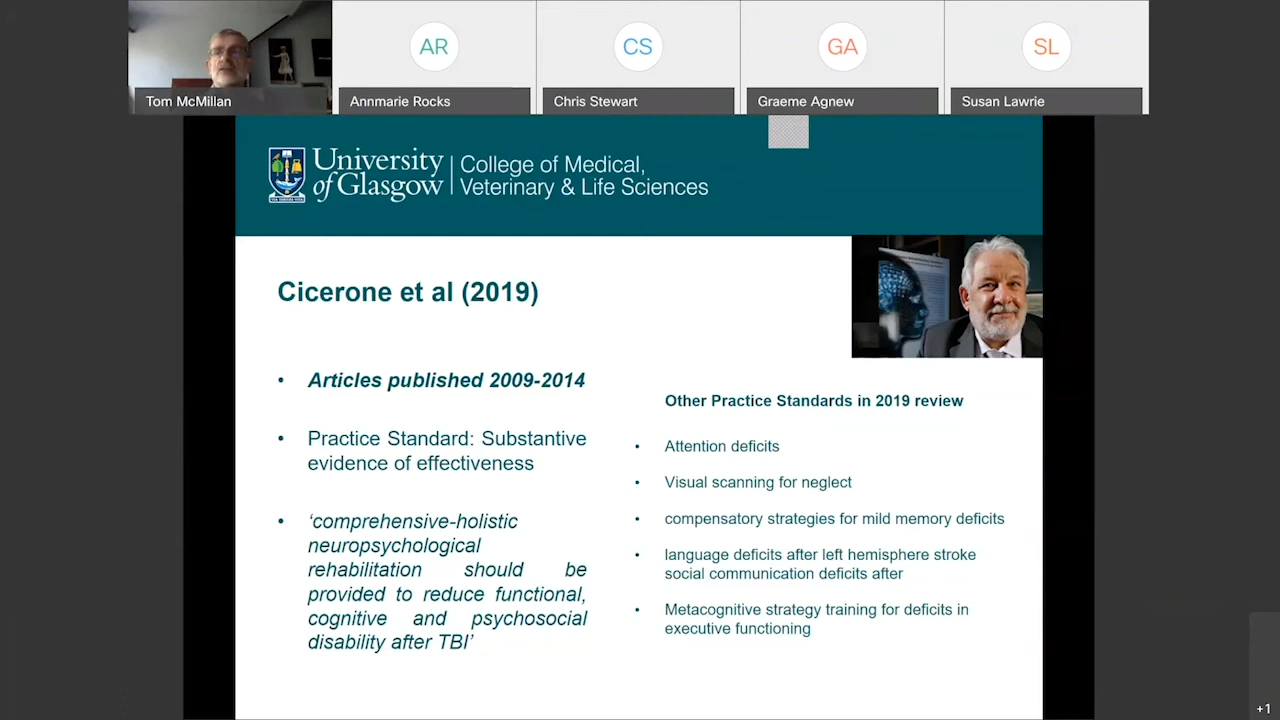 AR
CS
GA
SL
Tom McMillan
Annmarie Rocks
Chris Stewart
Graeme Agnew
Susan Lawrie
University
of Glasgow
College of Medical,
Veterinary & Life Sciences
VIA VERITAS VITA
Cicerone et al (2019)
• Articles published 2009-2014
• Practice Standard: Substantive
evidence of effectiveness
• ‘comprehensive-holistic
neuropsychological
rehabilitation should be
provided to reduce functional,
cognitive and psychosocial
disability after TBI’
Other Practice Standards in 2019 review
• Attention deficits
• Visual scanning for neglect
• compensatory strategies for mild memory deficits
• language deficits after left hemisphere stroke
social communication deficits after
• Metacognitive strategy training for deficits in
executive functioning
+1